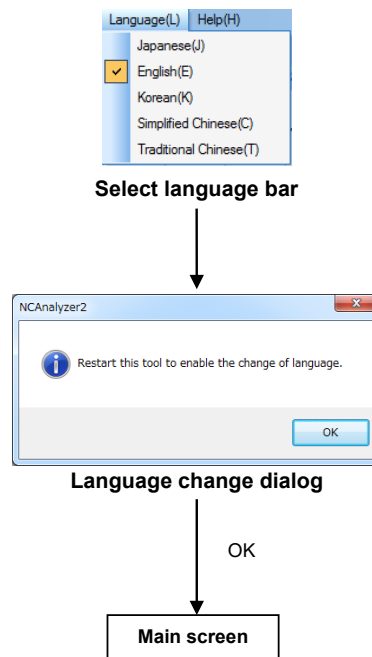 Language(L) Help(H)
Japanese(J)
English(E)
Korean(K)
Simplified Chinese(C)
Traditional Chinese(T)
Select language bar
NCAnalyzer2
Restart this tool to enable the change of language.
OK
Language change dialog
OK
Main screen